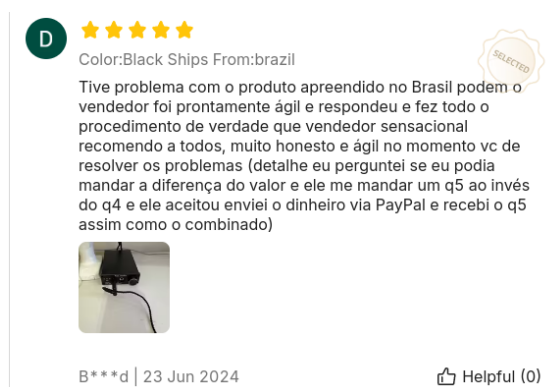 D
SELECTED
Color:Black Ships From:brazil
Tive problema com o produto apreendido no Brasil podem o
vendedor foi prontamente ágil e respondeu e fez todo o
procedimento de verdade que vendedor sensacional
recomendo a todos, muito honesto e ágil no momento vc de
resolver os problemas (detalhe eu perguntei se eu podia
mandar a diferença do valor e ele me mandar um q5 ao invés
do q4 e ele aceitou enviei o dinheiro via PayPal e recebi o q5
assim como o combinado)
B***d | 23 Jun 2024
Helpful (0)